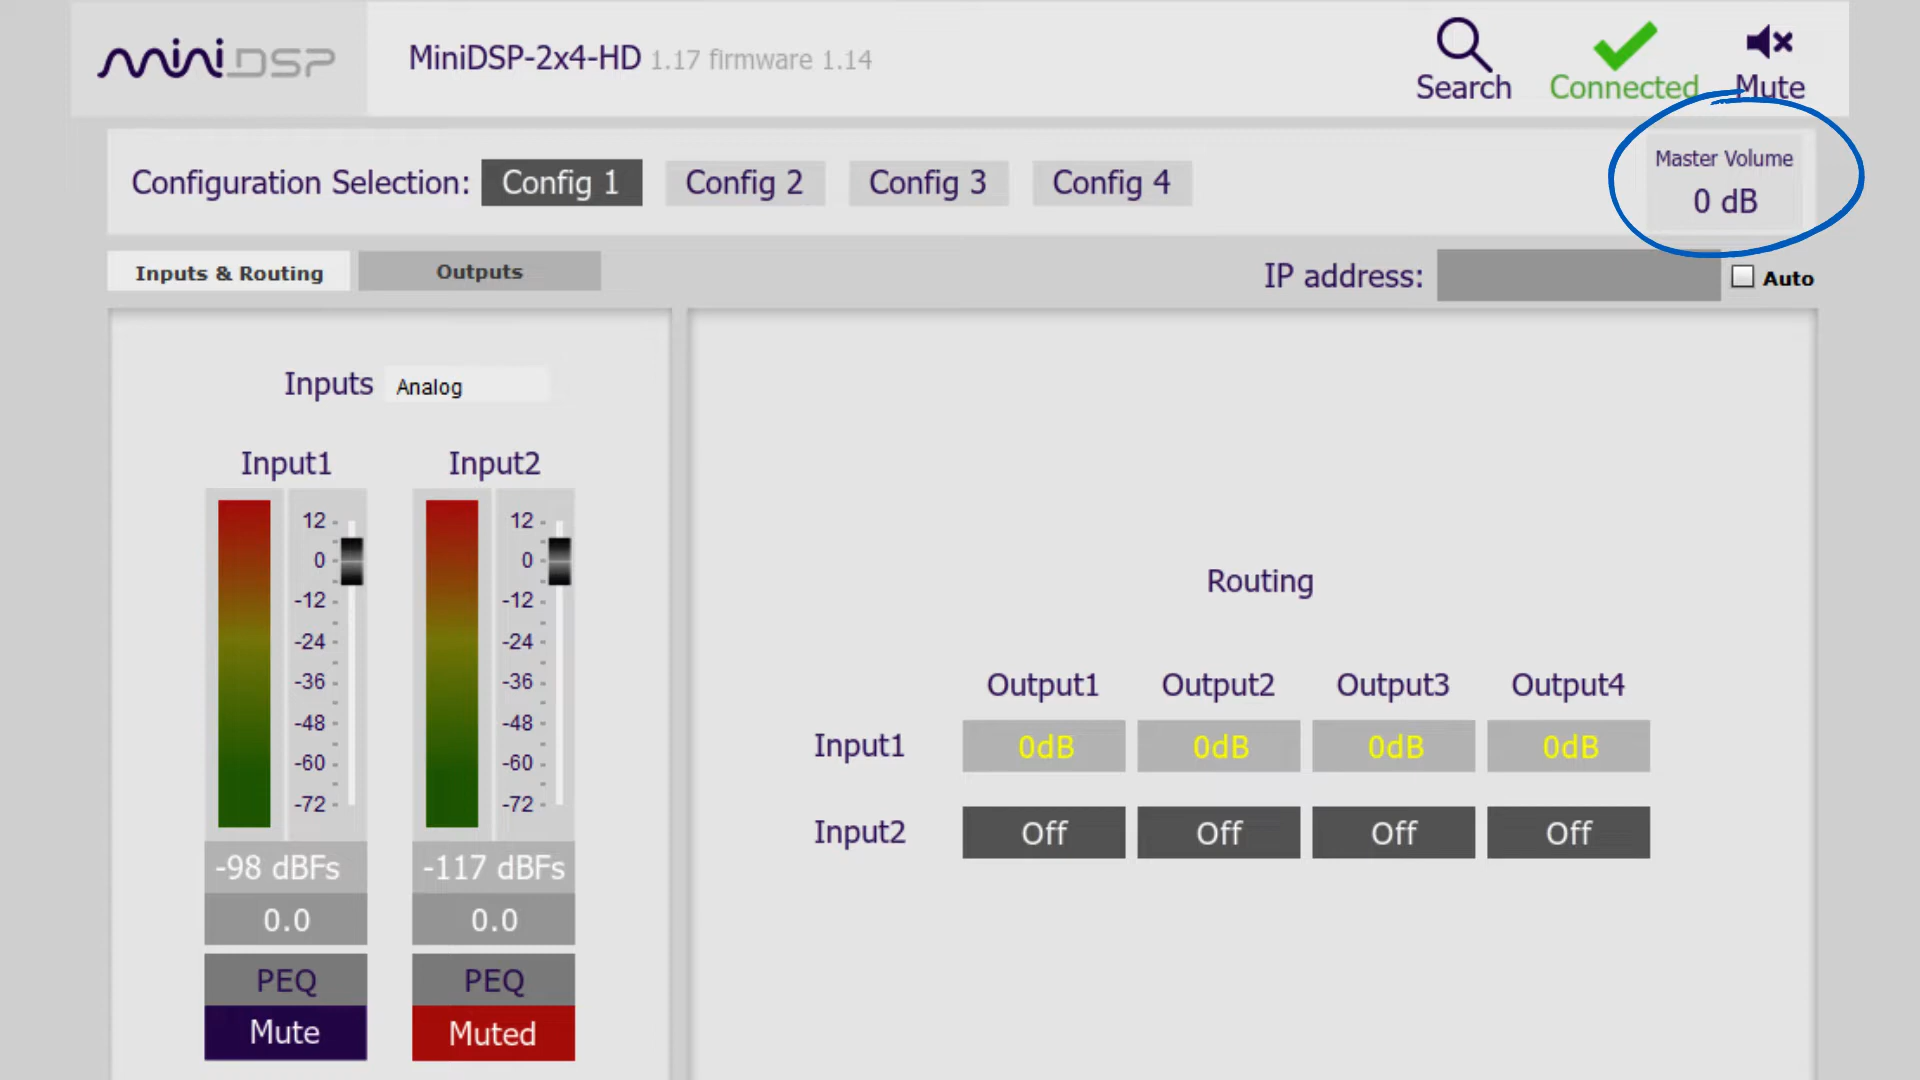 miniDSP
MiniDSP-2x4-HD 1.17 firmware 1.14
Search Connected Mute
Configuration Selection: Config 1 Config 2 Config 3 Config 4
Master Volume
0 dB
Inputs & Routing Outputs
IP address: Auto
Inputs Analog
Input1 Input2
12 12
0 0
-12 -12
-24 -24
-36 -36
-48 -48
-60 -60
-72 -72
-98 dBFs -117 dBFs
0.0 0.0
PEQ PEQ
Mute Muted
Routing
Output1 Output2 Output3 Output4
Input1 0dB 0dB 0dB 0dB
Input2 Off Off Off Off